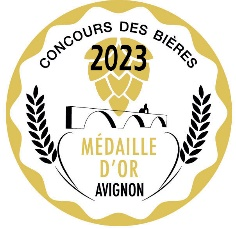 CONCOURS DES BIÈRES
2023
MÉDAILLE
D'OR
AVIGNON